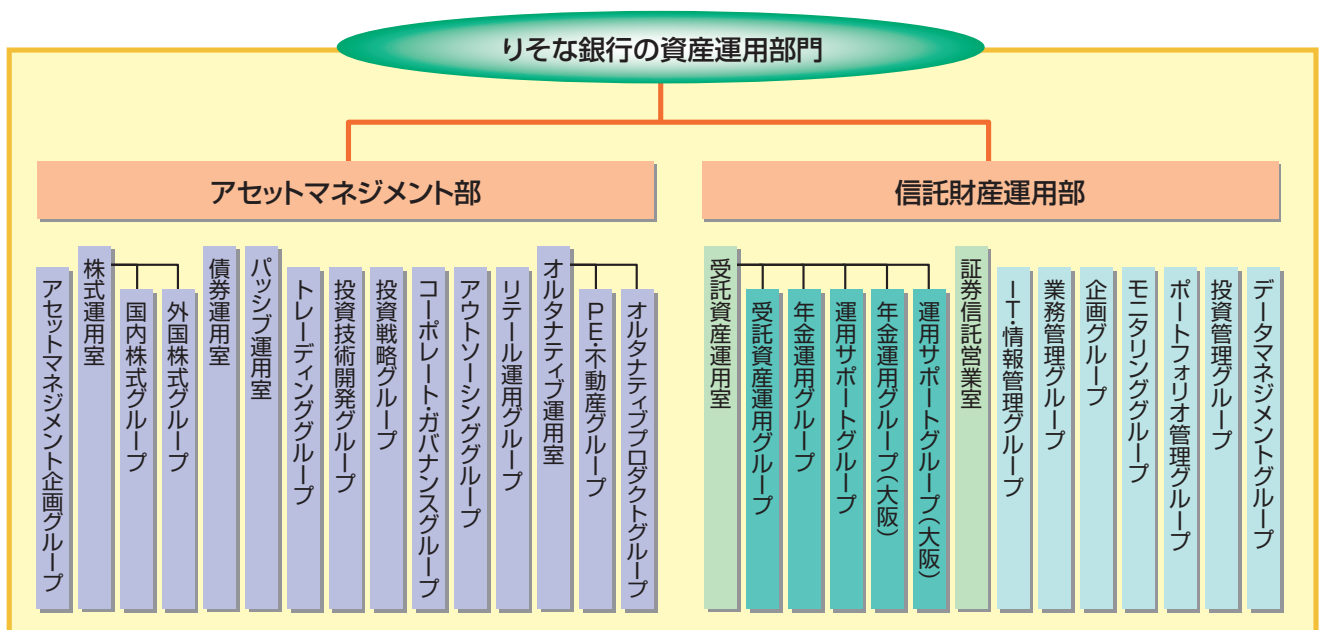 りそな銀行の資産運用部門
アセットマネジメント部
信託財産運用部
アセットマネジメント企画グループ
株式運用室
国内株式グループ
外国株式グループ
債券運用室
パッシブ運用室
トレーディンググループ
投資技術開発グループ
投資戦略グループ
コーポレート・ガバナンスグループ
アウトソーシンググループ
リテール運用グループ
オルタナティブ運用室
PE・不動産グループ
オルタナティブプロダクトグループ
受託資産運用室
受託資産運用グループ
年金運用グループ
運用サポートグループ
年金運用グループ(大阪)
運用サポートグループ(大阪)
証券信託営業室
IT・情報管理グループ
業務管理グループ
企画グループ
モニタリンググループ
ポートフォリオ管理グループ
投資管理グループ
データマネジメントグループ